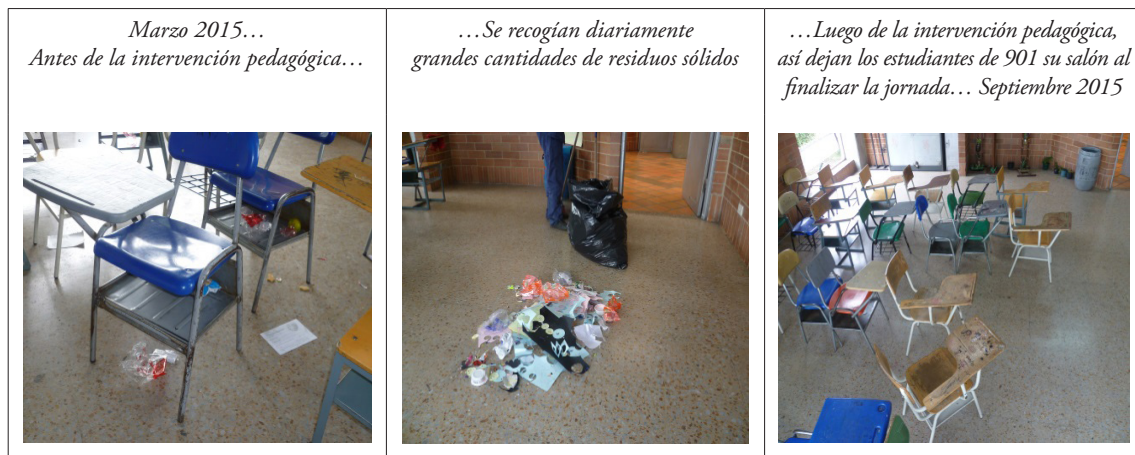 Marzo 2015…
Antes de la intervención pedagógica…
…Se recogían diariamente
grandes cantidades de residuos sólidos
…Luego de la intervención pedagógica,
así dejan los estudiantes de 901 su salón al
finalizar la jornada… Septiembre 2015